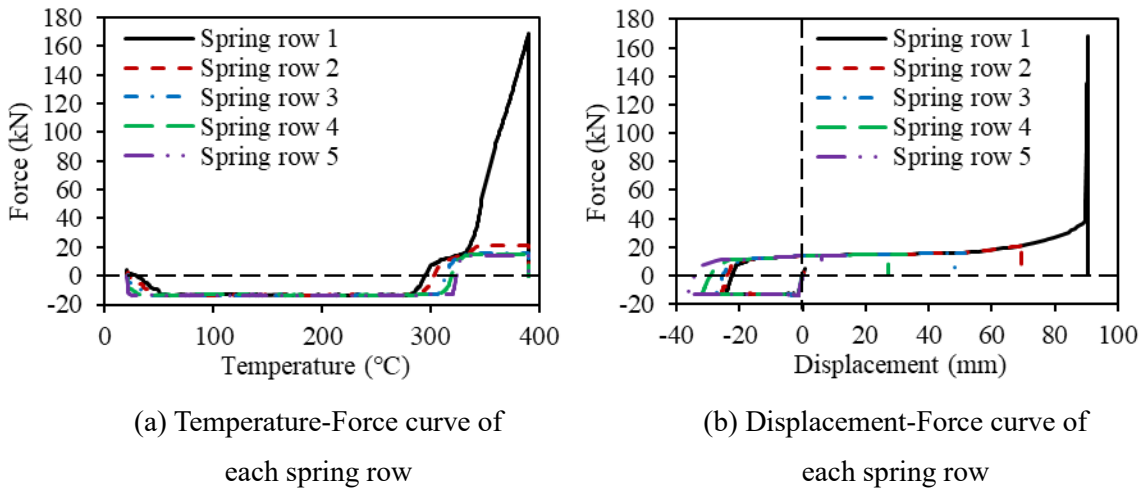 180
160
140
120
100
80
60
40
20
0
-20
Force (kN)
Spring row 1
Spring row 2
Spring row 3
Spring row 4
Spring row 5
0 100 200 300 400
Temperature (℃)
(a) Temperature-Force curve of
each spring row
180
160
140
120
100
80
60
40
20
0
-20
Force (kN)
Spring row 1
Spring row 2
Spring row 3
Spring row 4
Spring row 5
-40 -20 0 20 40 60 80 100
Displacement (mm)
(b) Displacement-Force curve of
each spring row